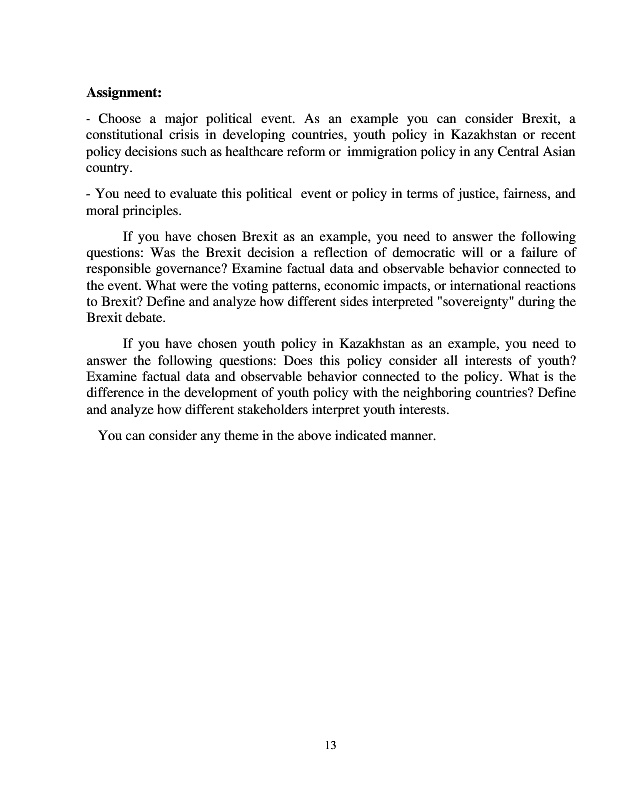 Assignment:
- Choose a major political event. As an example you can consider Brexit, a
constitutional crisis in developing countries, youth policy in Kazakhstan or recent
policy decisions such as healthcare reform or immigration policy in any Central Asian
country.
- You need to evaluate this political event or policy in terms of justice, fairness, and
moral principles.
If you have chosen Brexit as an example, you need to answer the following
questions: Was the Brexit decision a reflection of democratic will or a failure of
responsible governance? Examine factual data and observable behavior connected to
the event. What were the voting patterns, economic impacts, or international reactions
to Brexit? Define and analyze how different sides interpreted "sovereignty" during the
Brexit debate.
If you have chosen youth policy in Kazakhstan as an example, you need to
answer the following questions: Does this policy consider all interests of youth?
Examine factual data and observable behavior connected to the policy. What is the
difference in the development of youth policy with the neighboring countries? Define
and analyze how different stakeholders interpret youth interests.
You can consider any theme in the above indicated manner.
13